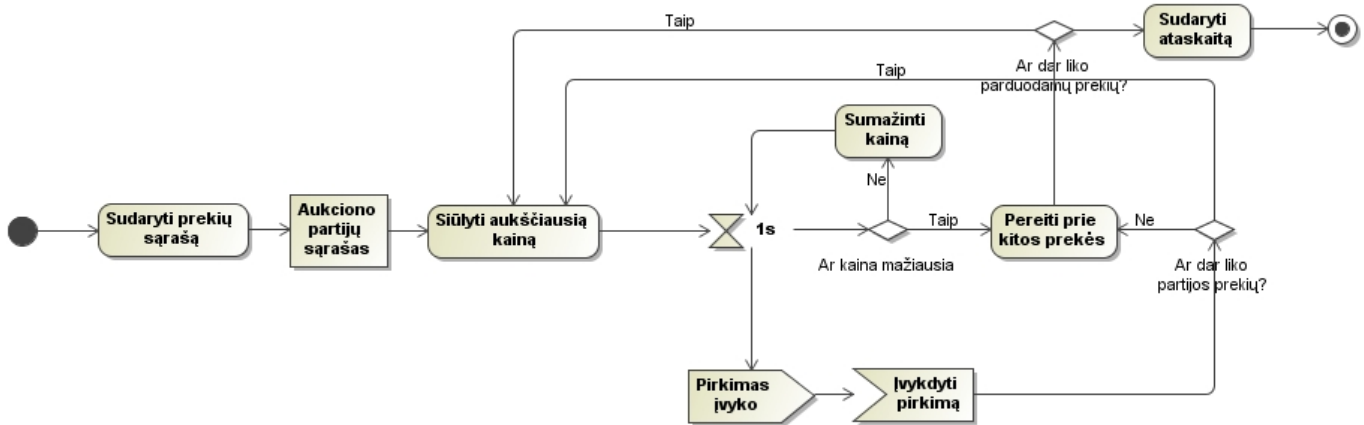 Taip
Sudaryti
ataskaitą
Ar dar liko
parduodamų prekių?
Taip
Sumažinti
kainą
Ne
Sudaryti prekių
sąrašą
Aukciono
partijų
sąrašas
Siūlyti aukščiausią
kainą
1s
Taip
Pereiti prie
kitos prekės
Ne
Ar kaina mažiausia
Ar dar liko
partijos prekių?
Pirkimas
įvyko
Įvykdyti
pirkimą